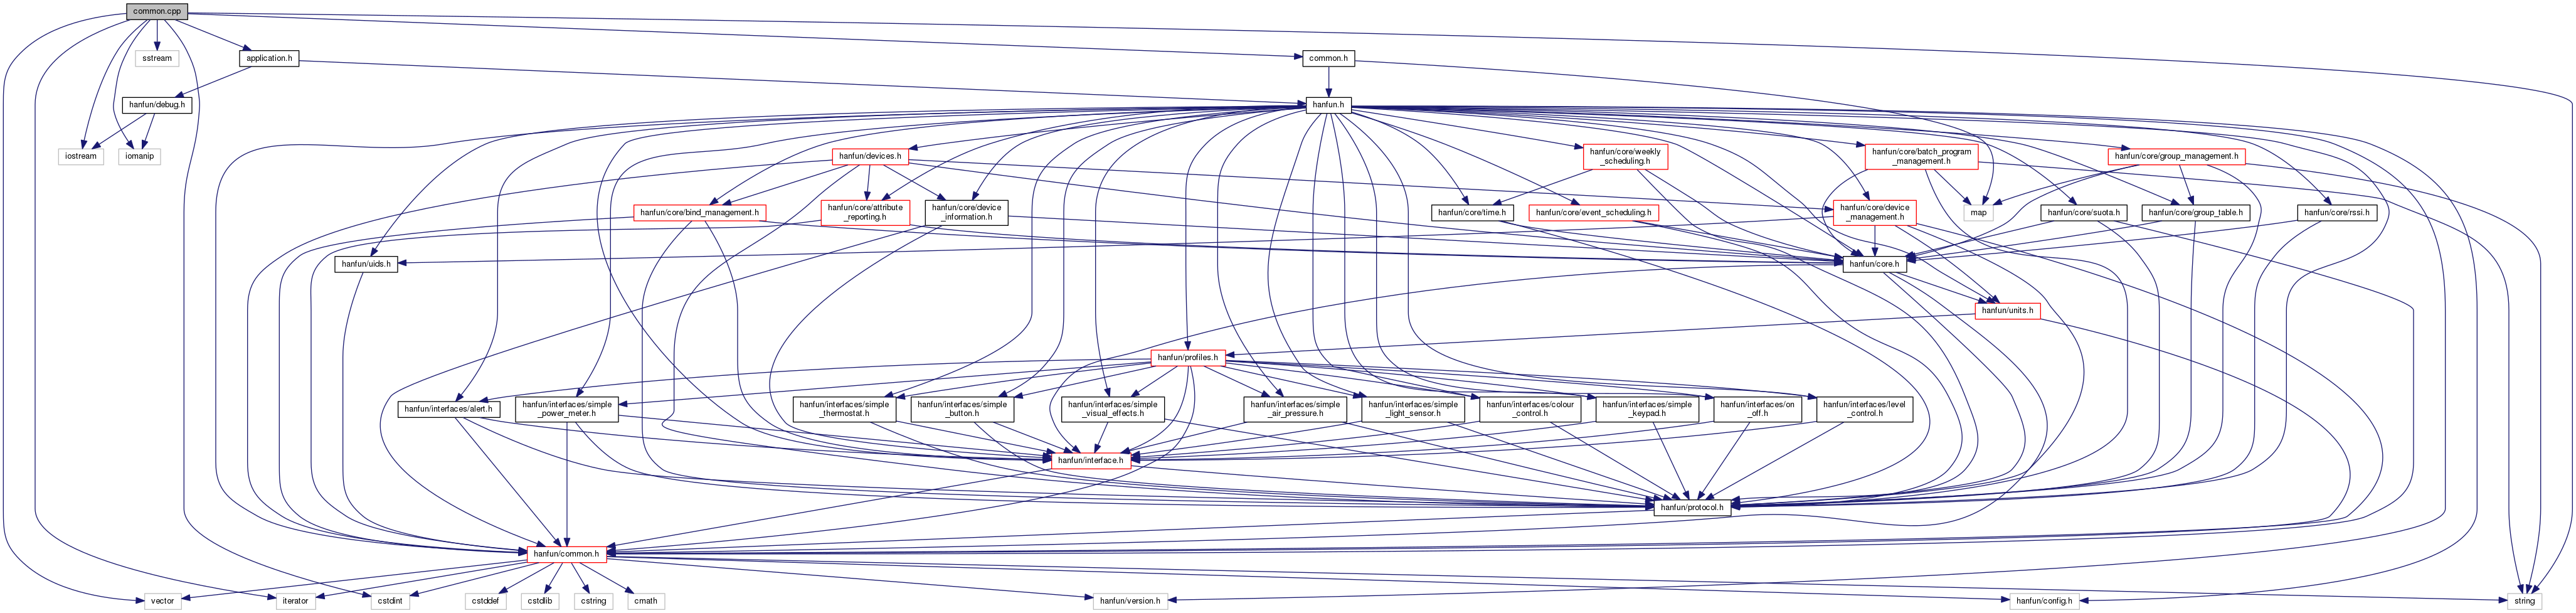 common.cpp
sstream
application.h
common.h
hanfun/debug.h
hanfun.h
iostream
iomanip
hanfun/devices.h
hanfun/core/weekly
_scheduling.h
hanfun/core/batch_program
_management.h
hanfun/core/group_management.h
hanfun/core/bind_management.h
hanfun/core/attribute
_reporting.h
hanfun/core/device
_information.h
hanfun/core/time.h
hanfun/core/event_scheduling.h
hanfun/core/device
_management.h
map
hanfun/core/suota.h
hanfun/core/group_table.h
hanfun/core/rssi.h
hanfun/uids.h
hanfun/core.h
hanfun/units.h
hanfun/profiles.h
hanfun/interfaces/alert.h
hanfun/interfaces/simple
_power_meter.h
hanfun/interfaces/simple
_thermostat.h
hanfun/interfaces/simple
_button.h
hanfun/interfaces/simple
_visual_effects.h
hanfun/interfaces/simple
_air_pressure.h
hanfun/interfaces/simple
_light_sensor.h
hanfun/interfaces/colour
_control.h
hanfun/interfaces/simple
_keypad.h
hanfun/interfaces/on
_off.h
hanfun/interfaces/level
_control.h
hanfun/interface.h
hanfun/protocol.h
hanfun/common.h
vector
iterator
cstdint
cstddef
cstdlib
cstring
cmath
hanfun/version.h
hanfun/config.h
string